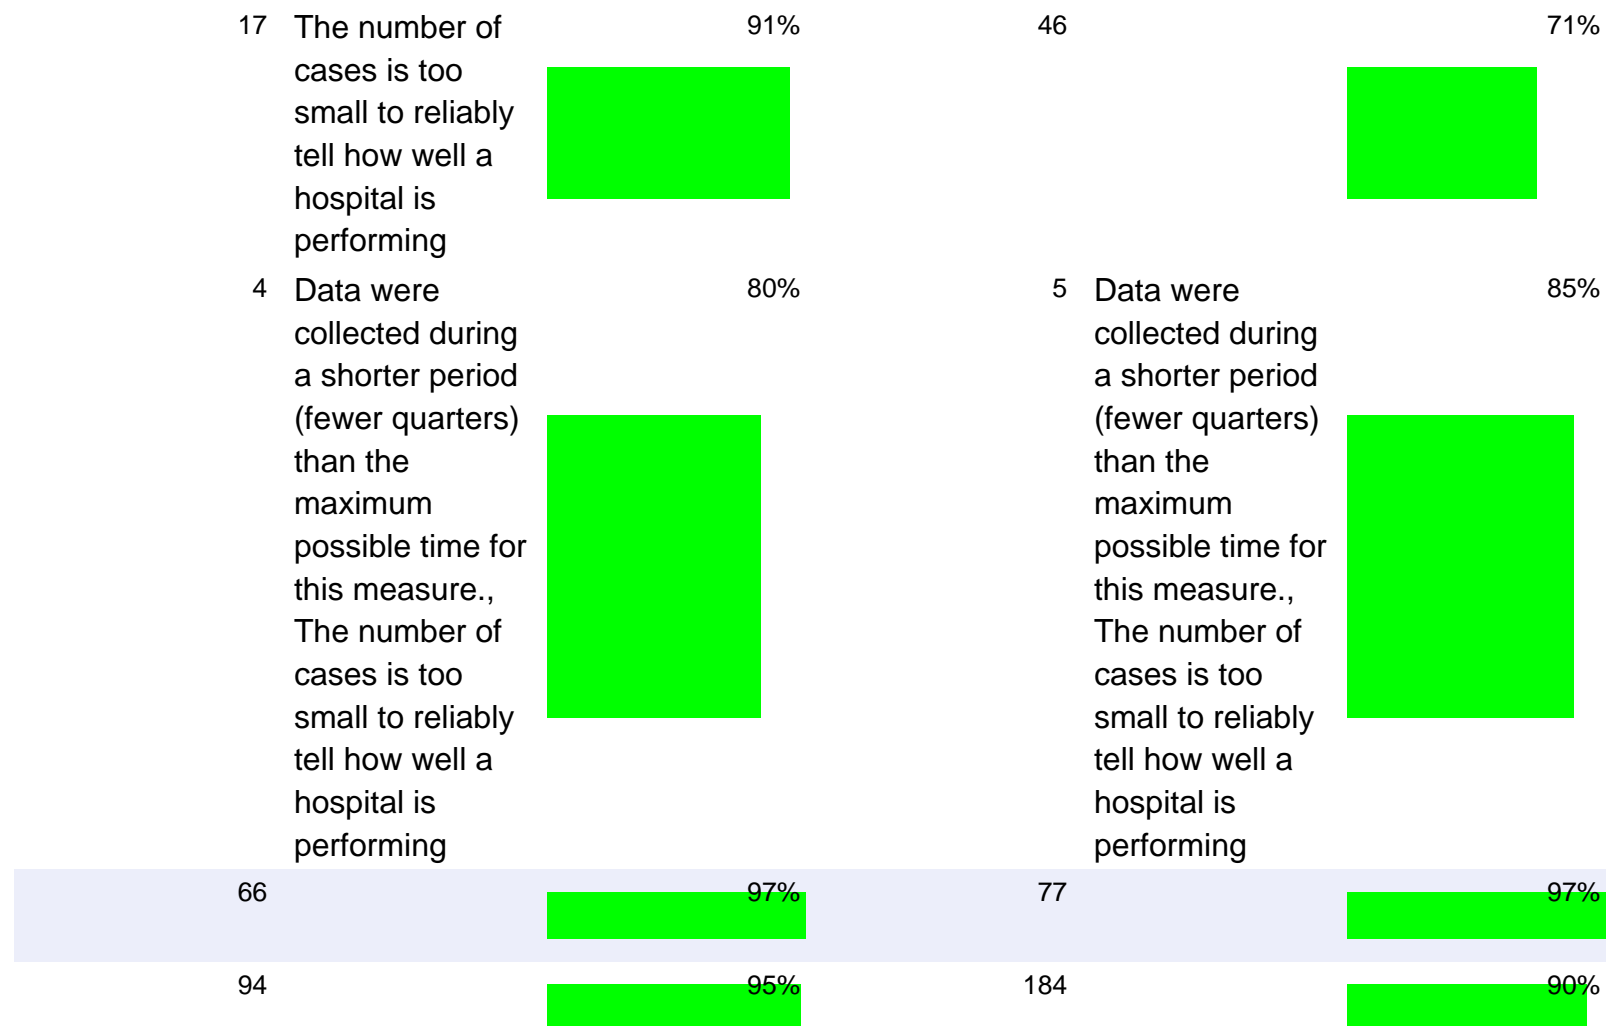 17 The number of 91% 46 71%
cases is too
small to reliably
tell how well a
hospital is
performing
4 Data were 80% 5 Data were 85%
collected during collected during
a shorter period a shorter period
(fewer quarters) (fewer quarters)
than the than the
maximum maximum
possible time for possible time for
this measure., this measure.,
The number of The number of
cases is too cases is too
small to reliably small to reliably
tell how well a tell how well a
hospital is hospital is
performing performing
66 97% 77 97%
94 95% 184 90%